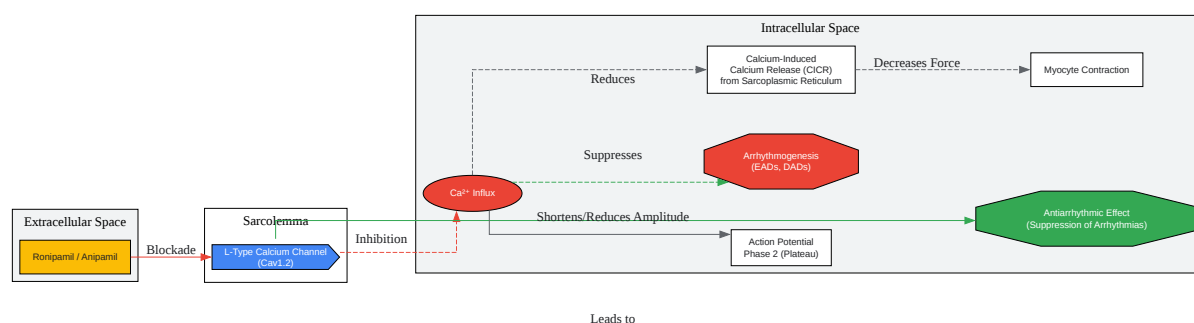 Intracellular Space
Calcium-Induced
Calcium Release (CICR)
from Sarcoplasmic Reticulum
Decreases Force
Myocyte Contraction
Reduces
Suppresses
Arrhythmogenesis
(EADs, DADs)
Ca²⁺ Influx
Extracellular Space
Ronipamil / Anipamil
Blockade
Sarcolemma
L-Type Calcium Channel
(Cav1.2)
Inhibition
Shortens/Reduces Amplitude
Action Potential
Phase 2 (Plateau)
Antiarrhythmic Effect
(Suppression of Arrhythmias)
Leads to